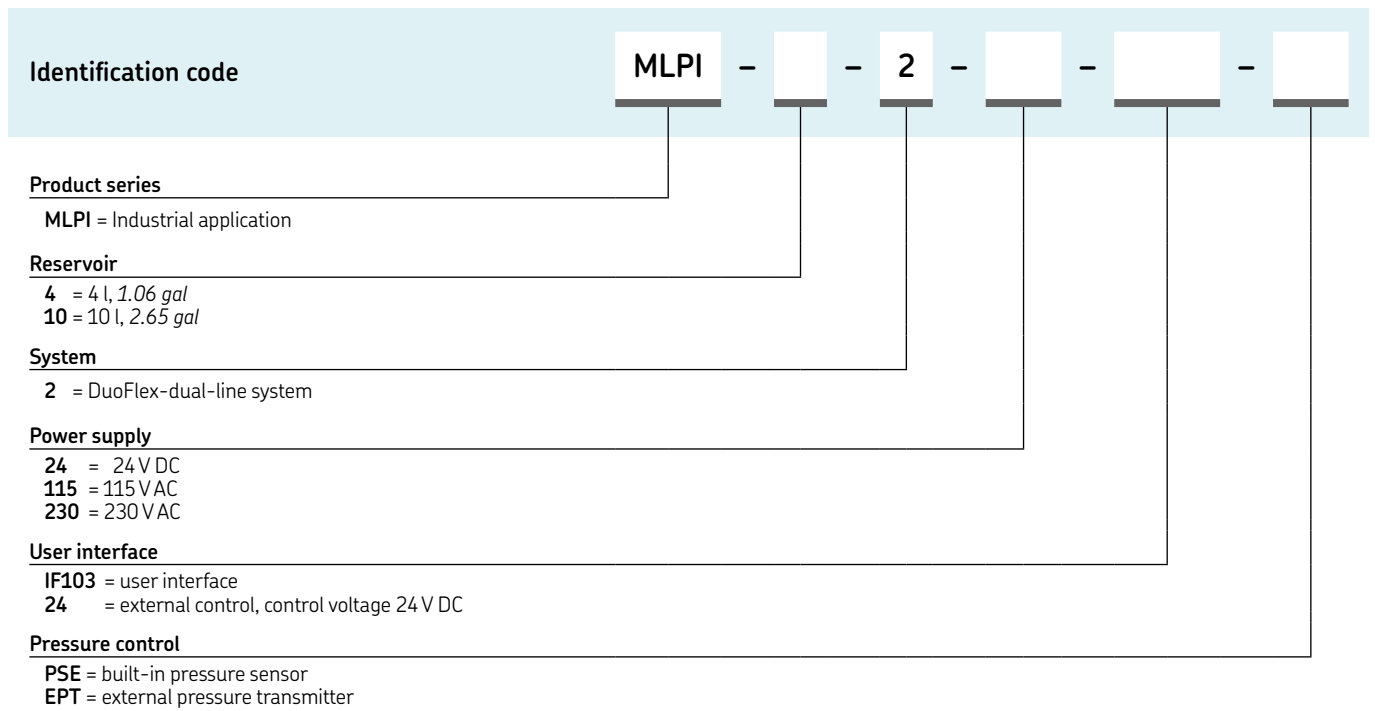 Identification code MLPI – – 2 – – –
Product series
MLPI = Industrial application
Reservoir
4 = 4 l, 1.06 gal
10 = 10 l, 2.65 gal
System
2 = DuoFlex-dual-line system
Power supply
24 = 24 V DC
115 = 115 V AC
230 = 230 V AC
User interface
IF103 = user interface
24 = external control, control voltage 24 V DC
Pressure control
PSE = built-in pressure sensor
EPT = external pressure transmitter